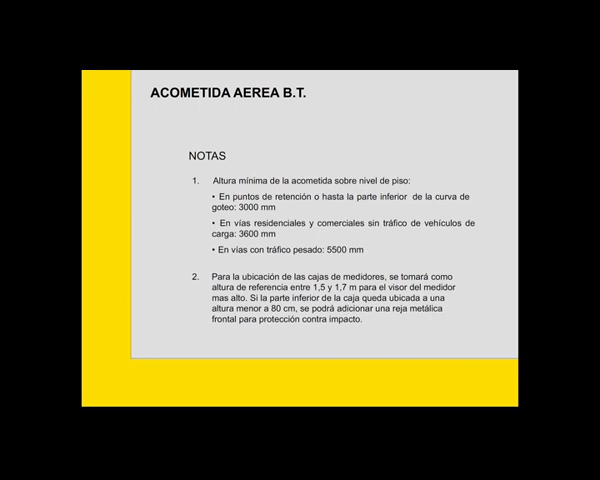 ACOMETIDA AEREA B.T.
NOTAS
1. Altura mínima de la acometida sobre nivel de piso:
• En puntos de retención o hasta la parte inferior de la curva de
goteo: 3000 mm
• En vías residenciales y comerciales sin tráfico de vehículos de
carga: 3600 mm
• En vías con tráfico pesado: 5500 mm
2. Para la ubicación de las cajas de medidores, se tomará como
altura de referencia entre 1,5 y 1,7 m para el visor del medidor
mas alto. Si la parte inferior de la caja queda ubicada a una
altura menor a 80 cm, se podrá adicionar una reja metálica
frontal para protección contra impacto.